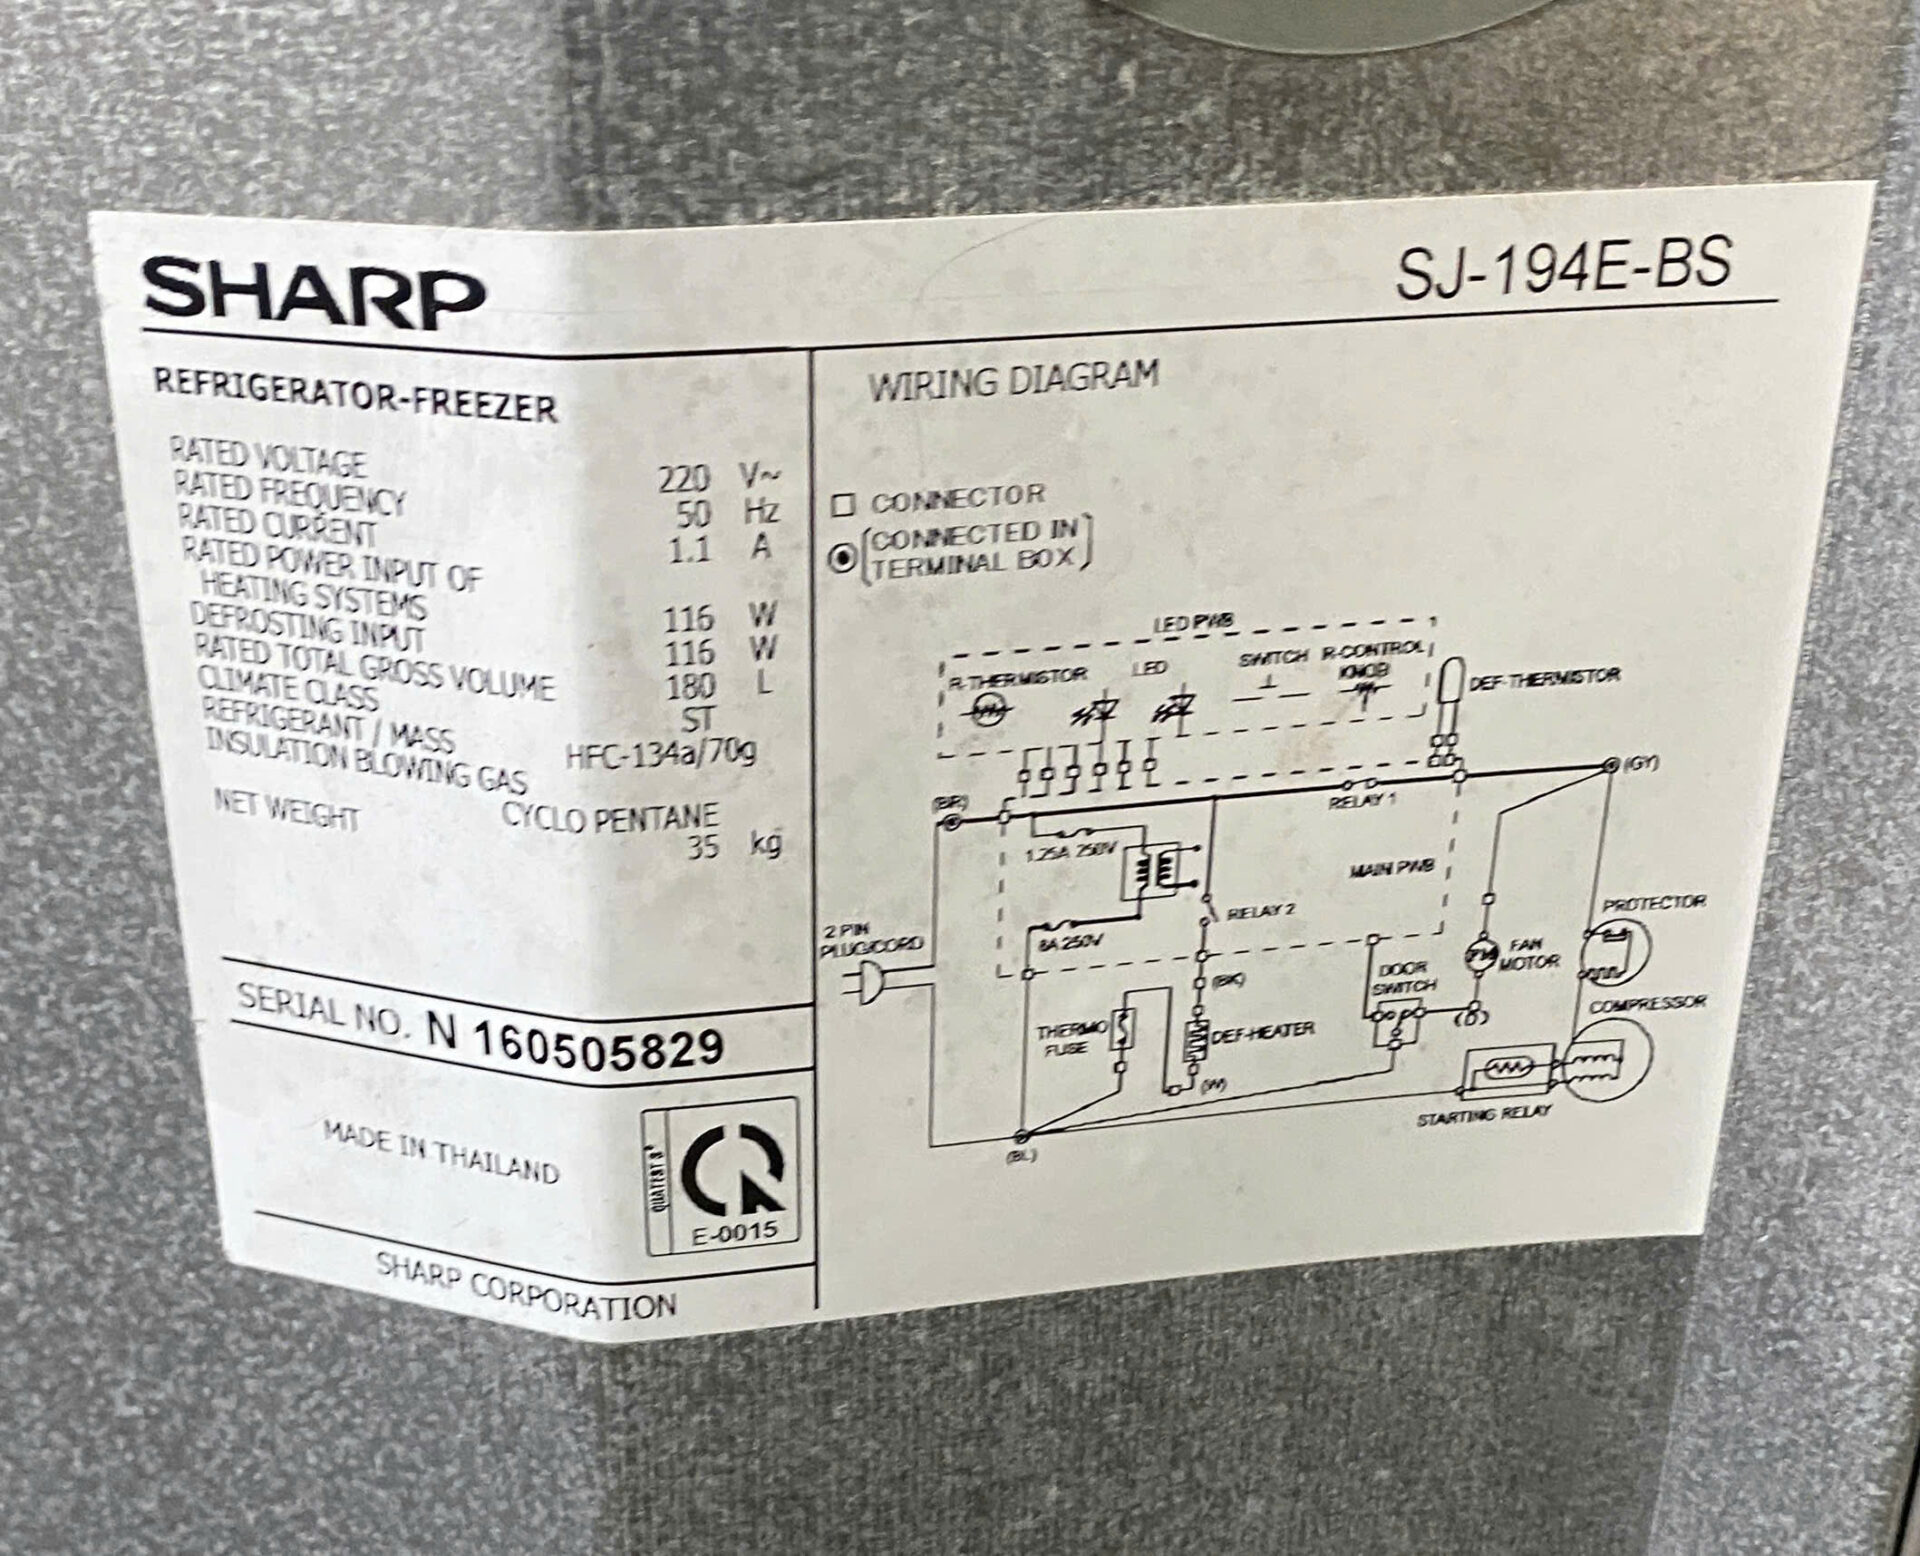 SHARP
SJ-194E-BS
REFRIGERATOR-FREEZER
RATED VOLTAGE 220 V~
RATED FREQUENCY 50 Hz
RATED CURRENT 1.1 A
RATED POWER INPUT OF
HEATING SYSTEMS 116 W
DEFROSTING INPUT 116 W
RATED TOTAL GROSS VOLUME 180 L
CLIMATE CLASS ST
REFRIGERANT / MASS HFC-134a/70g
INSULATION BLOWING GAS
CYCLO PENTANE
NET WEIGHT 35 kg
SERIAL NO. N 160505829
MADE IN THAILAND
QUATEST 3
E-0015
SHARP CORPORATION
WIRING DIAGRAM
CONNECTOR
(CONNECTED IN
TERMINAL BOX)
LED PWB
R-THERMISTOR
LED
SWITCH
R-CONTROL
KNOB
DEF-THERMISTOR
(BR)
RELAY 1
(GY)
1.25A 250V
MAIN PWB
RELAY 2
8A 250V
2 PIN
PLUG/CORD
PROTECTOR
FAN
MOTOR
FM
DOOR
SWITCH
(BK)
COMPRESSOR
THERMO
FUSE
DEF-HEATER
(W)
STARTING RELAY
(BL)